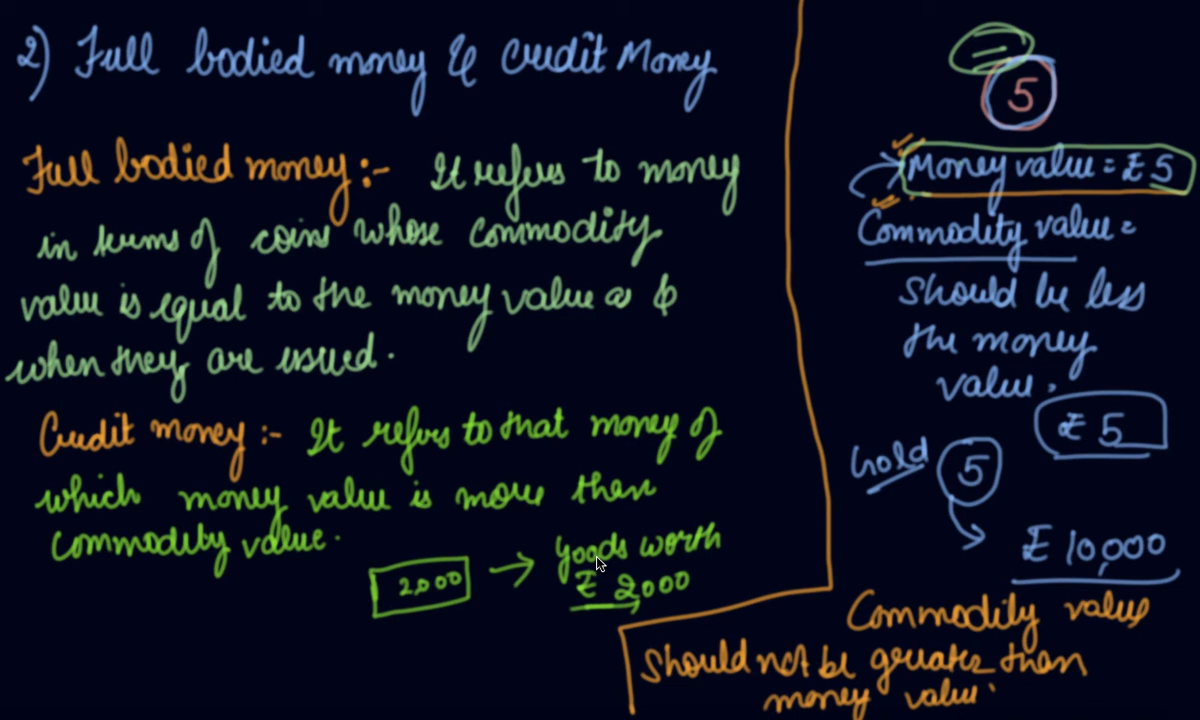 2) Full bodied money & Credit Money
Full bodied money :- It refers to money
in terms of coins whose commodity
value is equal to the money value as &
when they are issued.
Credit money :- It refers to that money of
which money value is more than
commodity value.
2,000 → goods worth
₹ 2000
5
Money value = ₹ 5
Commodity value =
should be less
the money
value.
₹ 5
Gold 5
₹ 10,000
Commodity value
should not be greater than
money value.